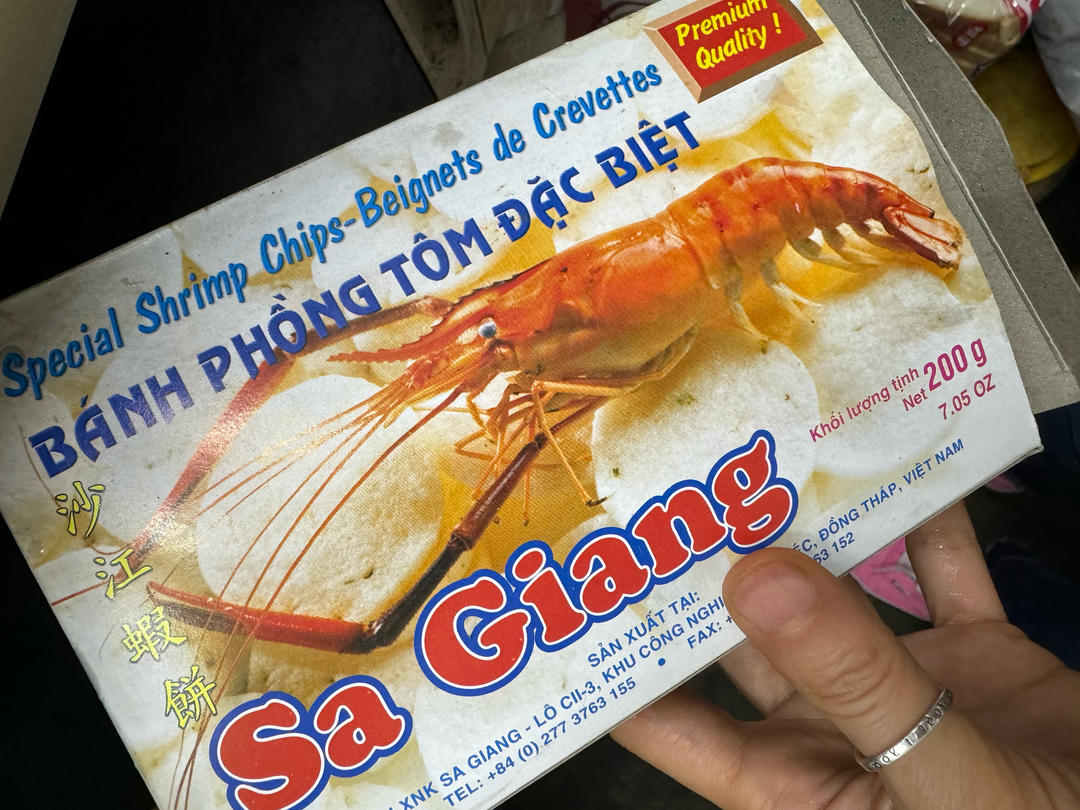 Premium
Quality !
Special Shrimp Chips-Beignets de Crevettes
BÁNH PHỒNG TÔM ĐẶC BIỆT
沙江蝦餅
Khối lượng tịnh
Net 200 g
7.05 OZ
Sa Giang
SẢN XUẤT TẠI:
XNK SA GIANG - LÔ CII-3, KHU CÔNG NGHI ĐỒNG THÁP, VIỆT NAM
TEL: +84 (0) 277 3763 155 • FAX: + 63 152